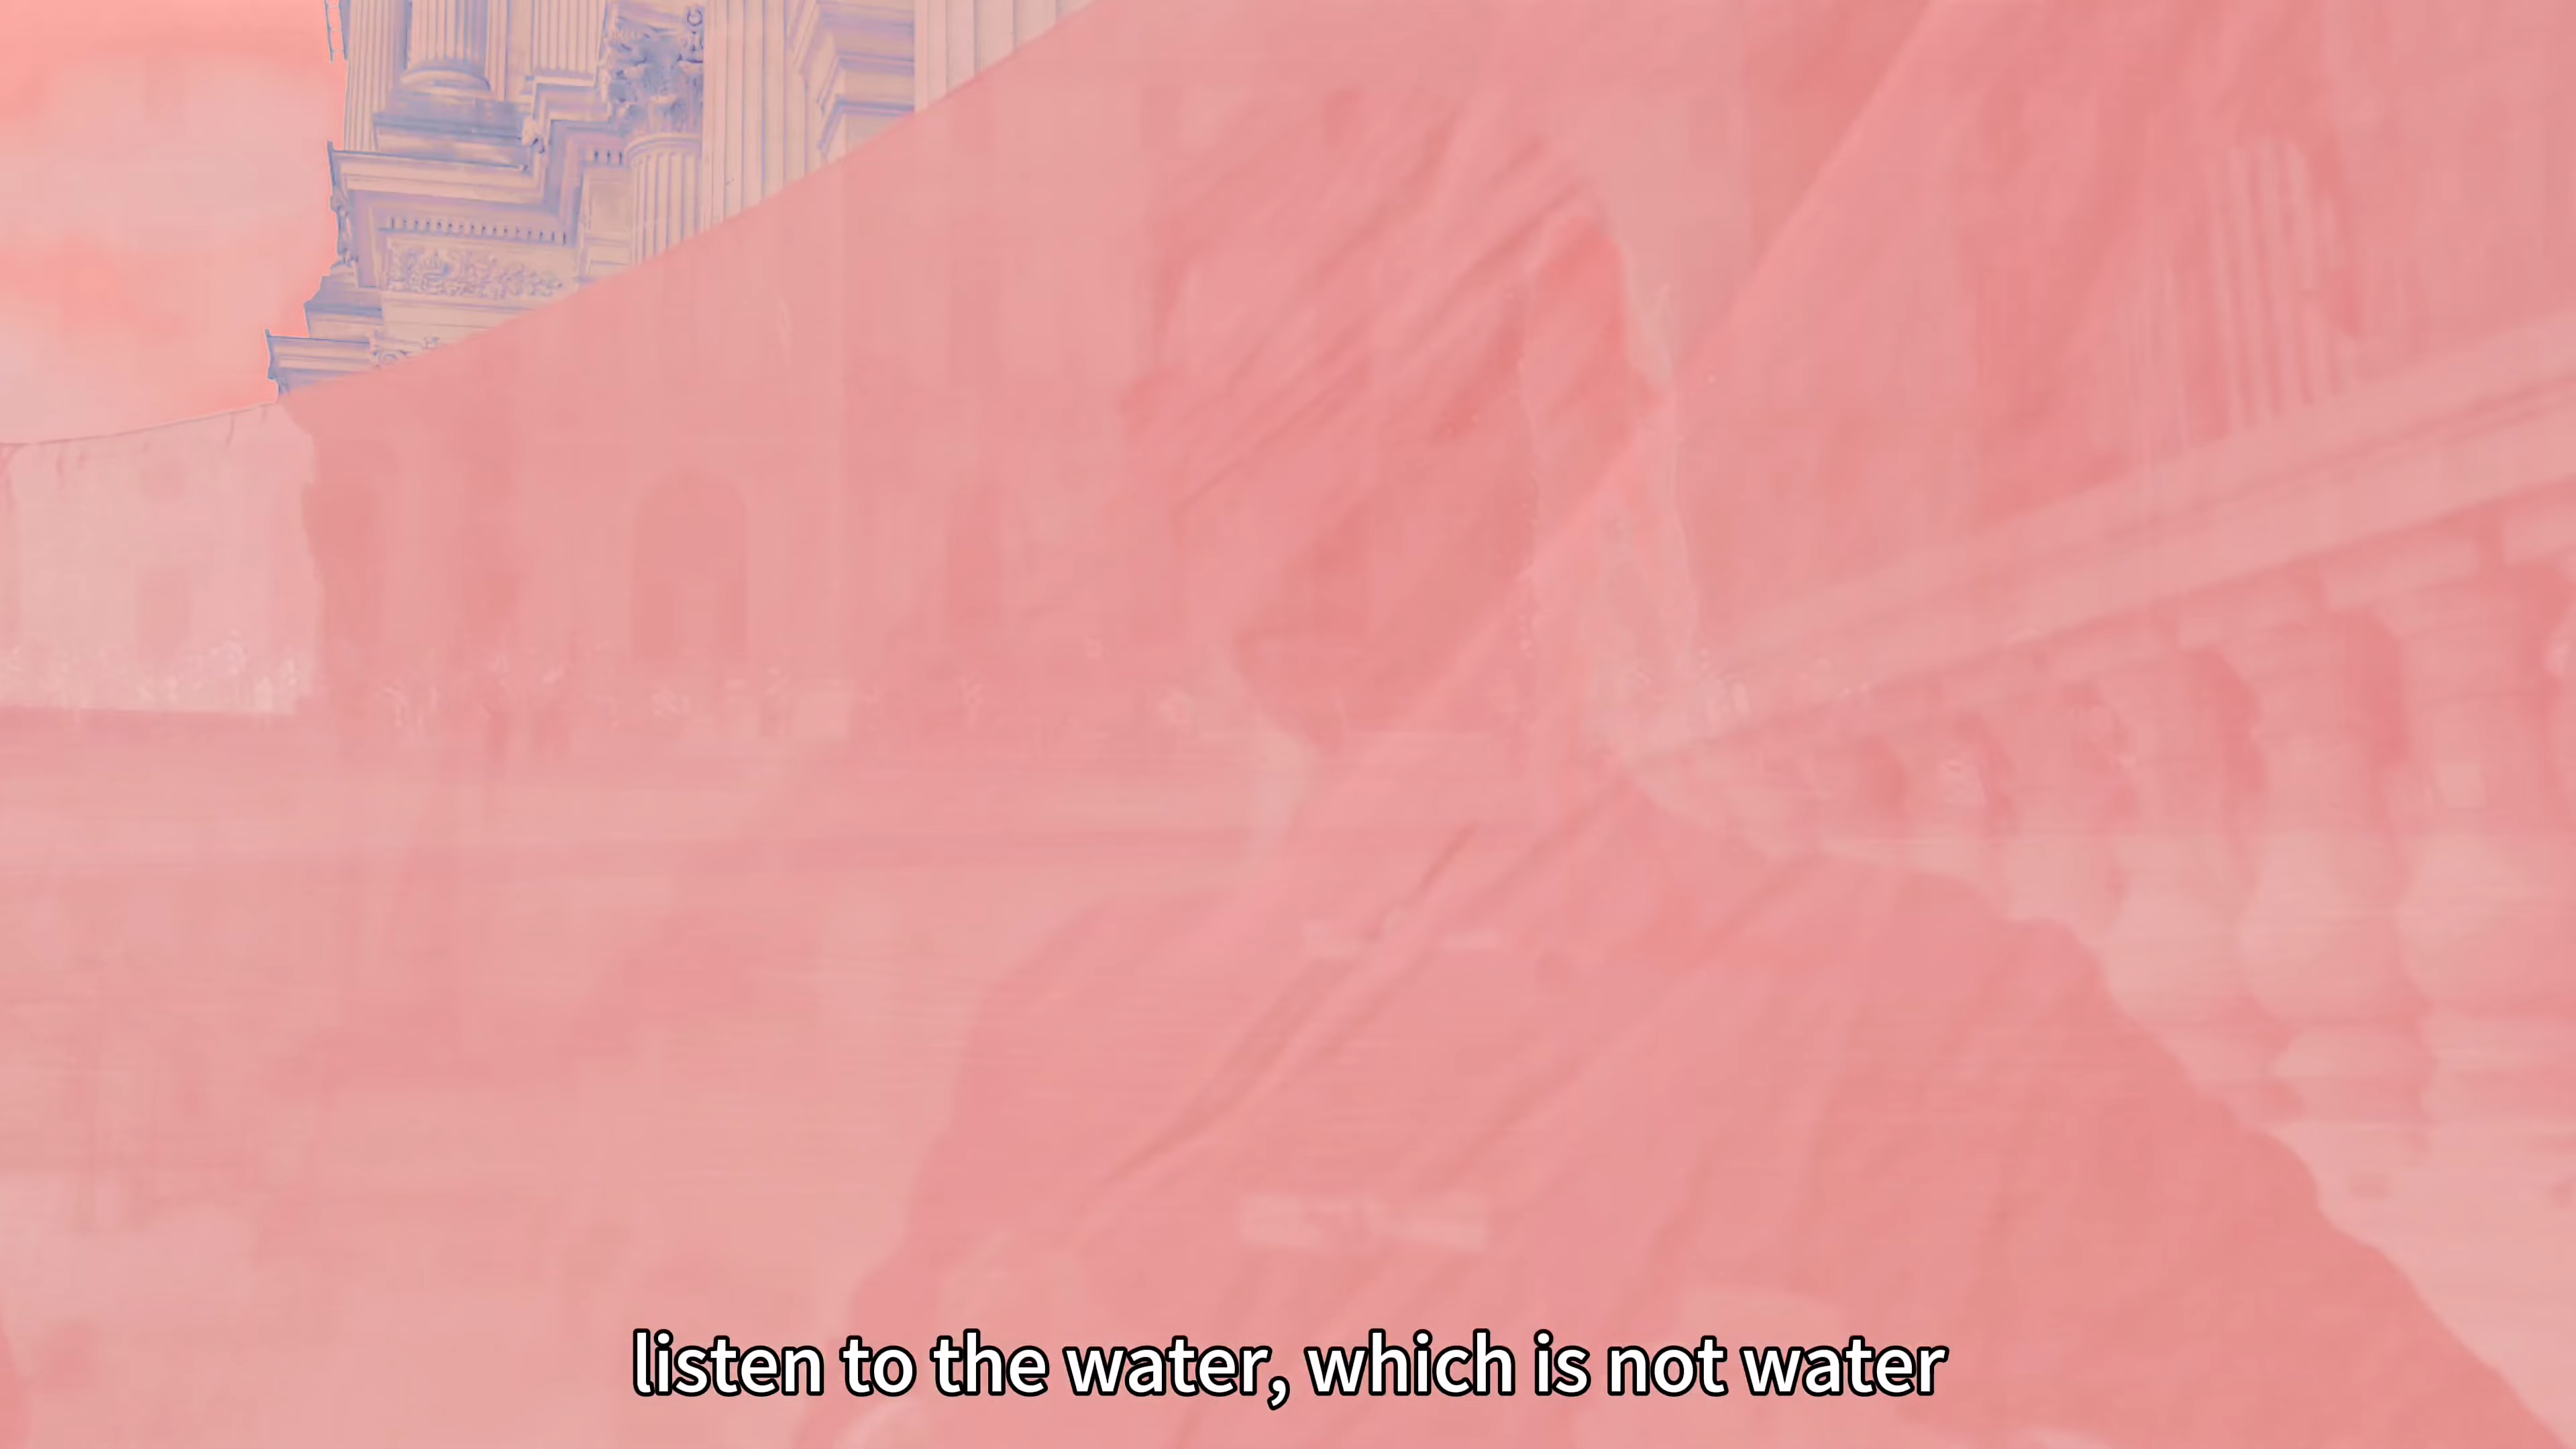 listen to the water, which is not water